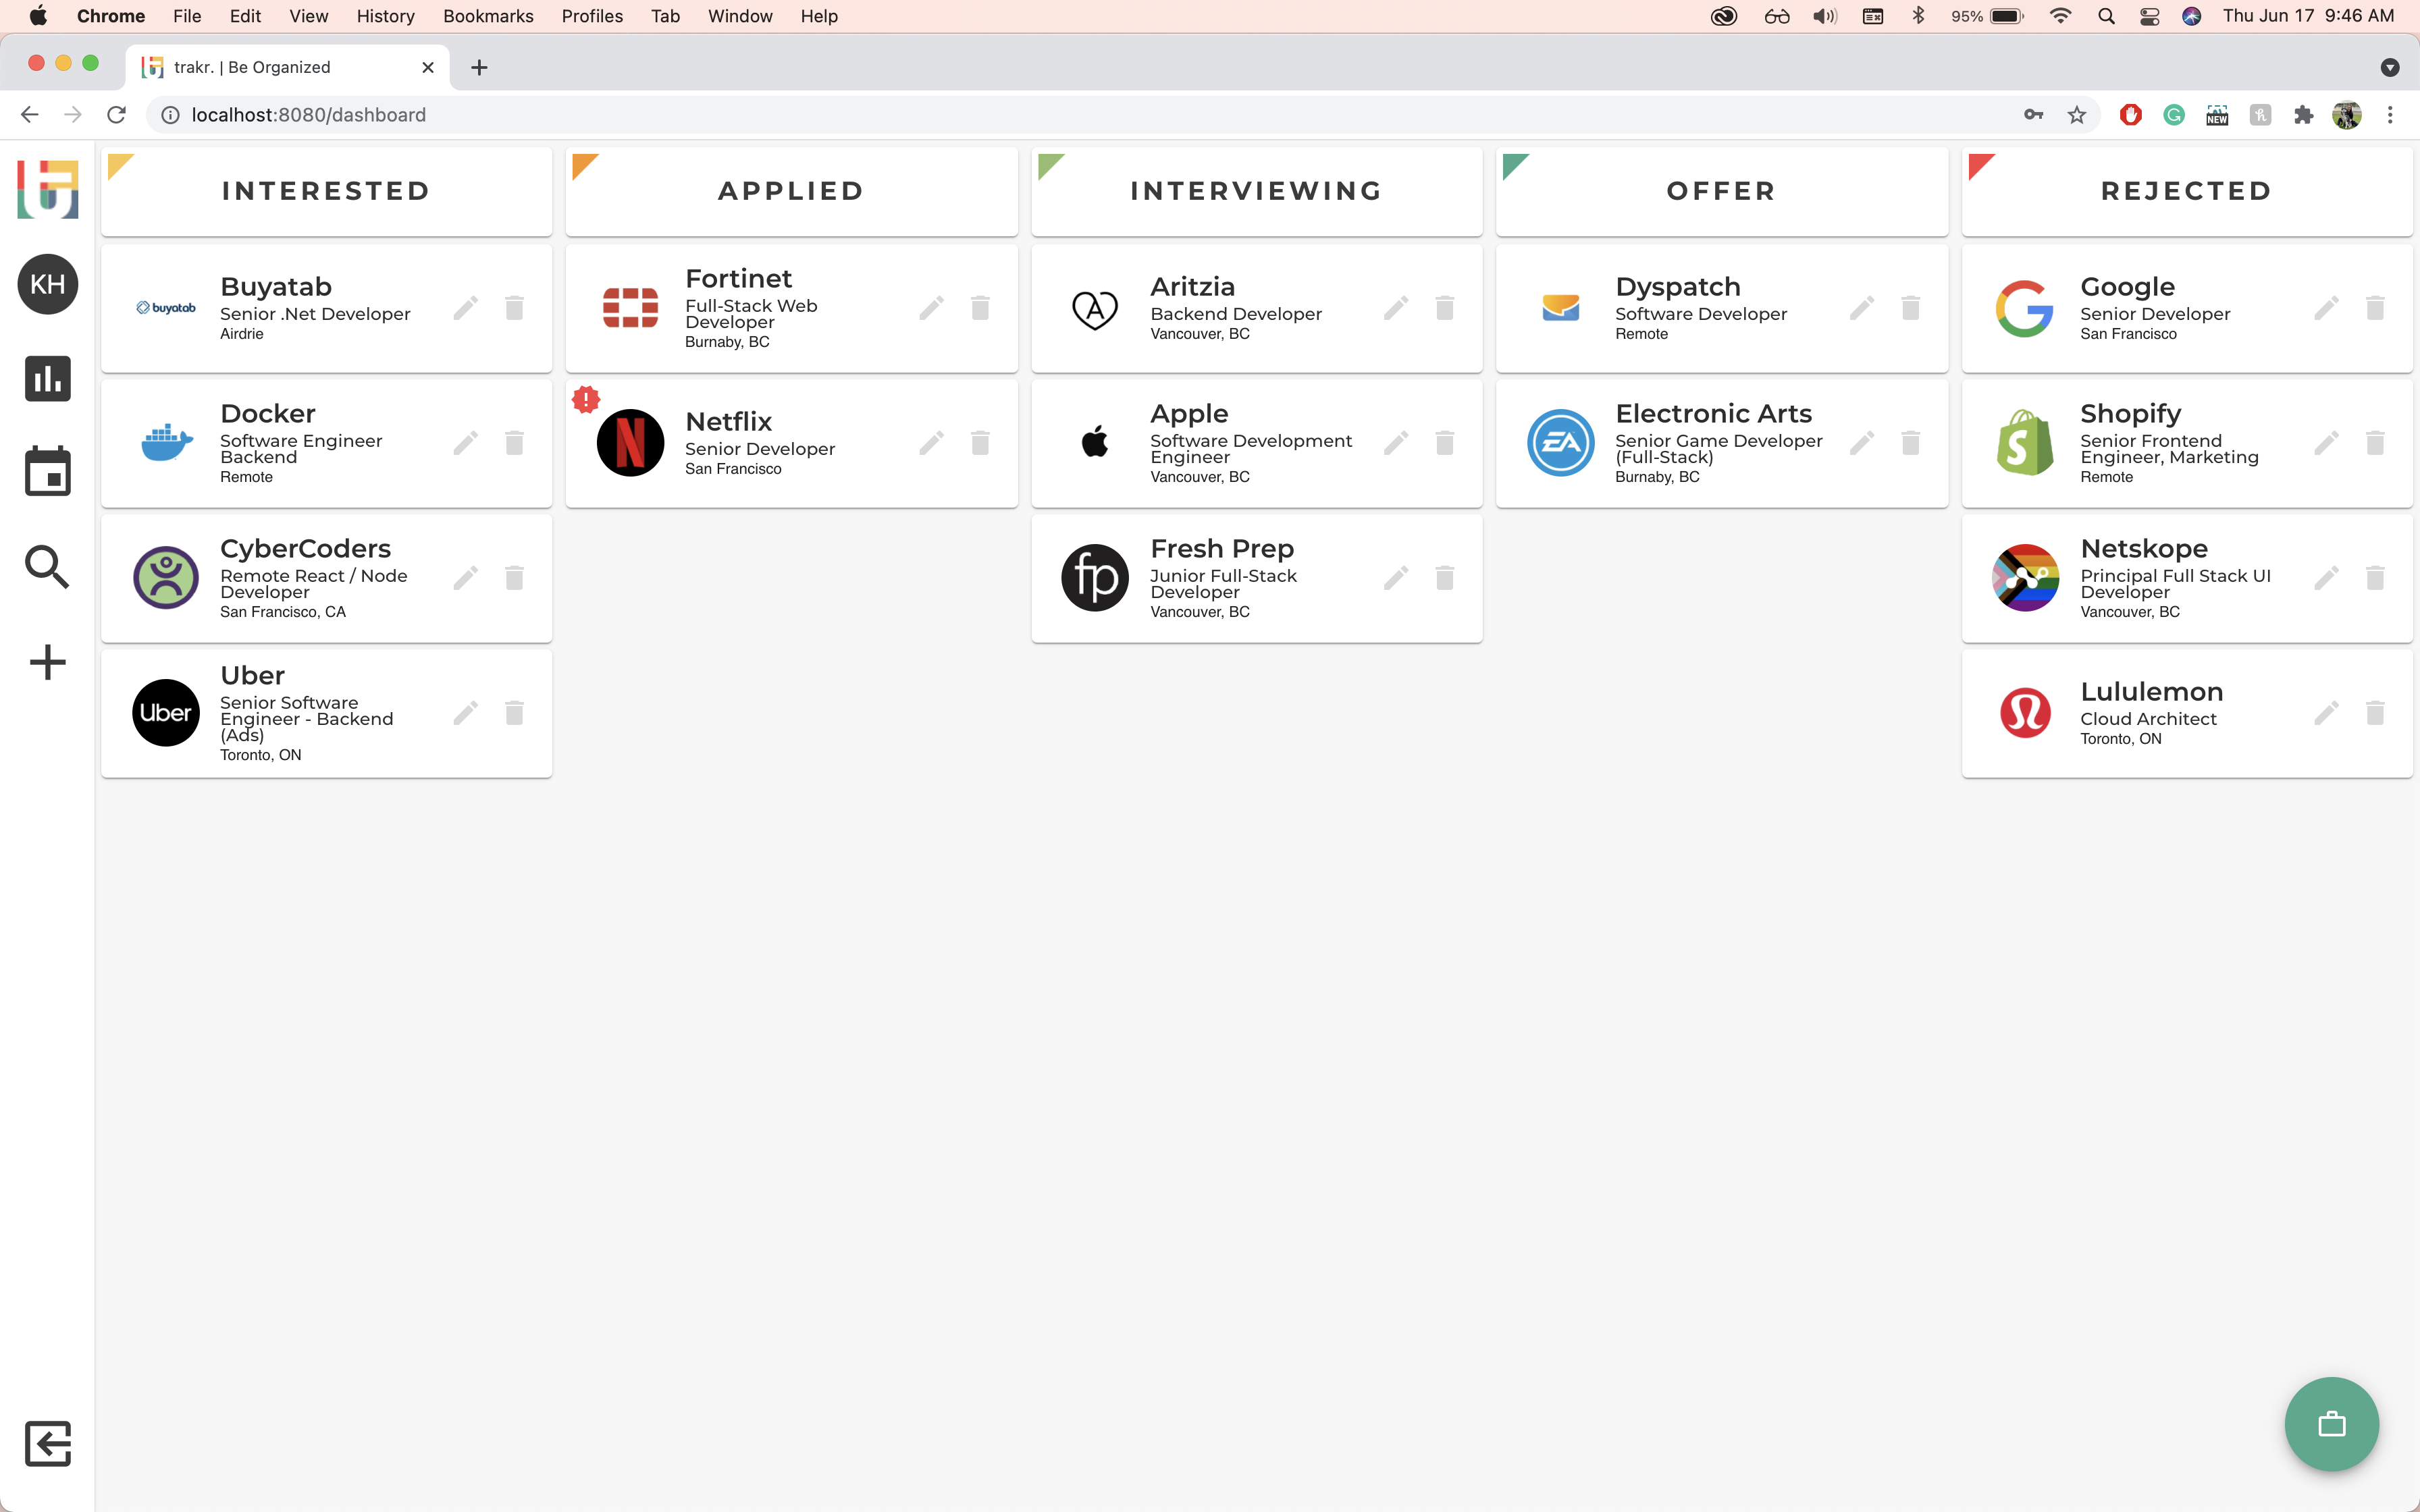 Chrome File Edit View History Bookmarks Profiles Tab Window Help 95% Thu Jun 17 9:46 AM
trakr. | Be Organized
localhost:8080/dashboard
NEW
KH
INTERESTED
Buyatab
buyatab
Senior .Net Developer
Airdrie
Docker
Software Engineer
Backend
Remote
CyberCoders
Remote React / Node
Developer
San Francisco, CA
Uber
Uber
Senior Software
Engineer - Backend
(Ads)
Toronto, ON
APPLIED
Fortinet
Full-Stack Web
Developer
Burnaby, BC
!
N
Netflix
Senior Developer
San Francisco
INTERVIEWING
A
Aritzia
Backend Developer
Vancouver, BC
Apple
Software Development
Engineer
Vancouver, BC
fp
Fresh Prep
Junior Full-Stack
Developer
Vancouver, BC
OFFER
Dyspatch
Software Developer
Remote
EA
Electronic Arts
Senior Game Developer
(Full-Stack)
Burnaby, BC
REJECTED
G
Google
Senior Developer
San Francisco
S
Shopify
Senior Frontend
Engineer, Marketing
Remote
Netskope
Principal Full Stack UI
Developer
Vancouver, BC
Lululemon
Cloud Architect
Toronto, ON